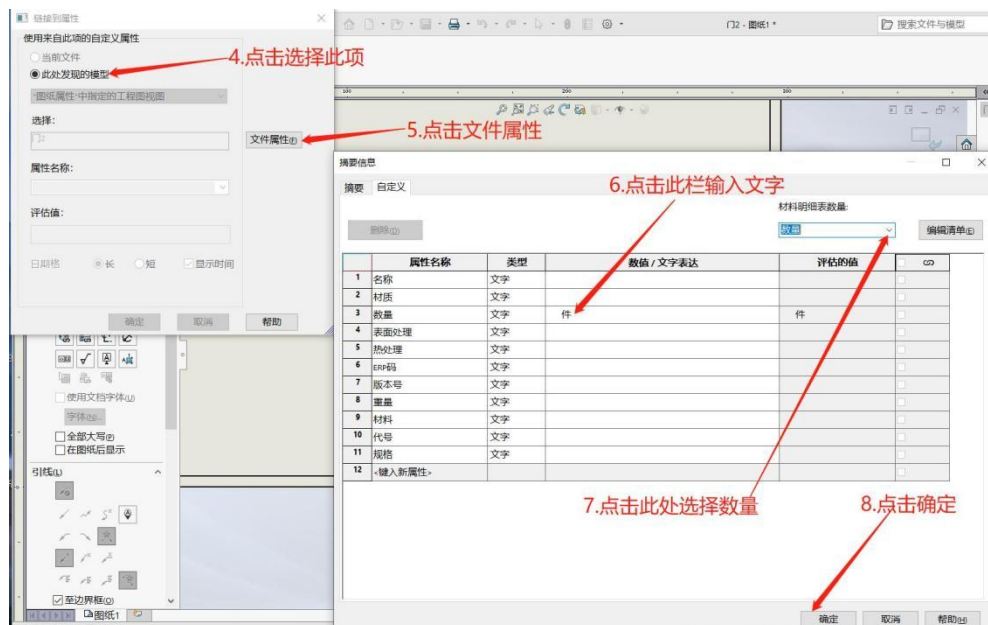 链接到属性
使用来自此项的自定义属性
当前文件
此处发现的模型
"图纸属性"中指定的工程图视图
选择:
门2
文件属性(F)
属性名称:
评估值:
日期格 长 短 显示时间
确定 取消 帮助
门2 - 图纸1 *
搜索文件与模型
4.点击选择此项
5.点击文件属性
摘要信息
摘要 自定义
6.点击此栏输入文字
材料明细表数量:
删除(D) 数量 编辑清单(E)
属性名称 类型 数值 / 文字表达 评估的值
1 名称 文字
2 材质 文字
3 数量 文字 件 件
4 表面处理 文字
5 热处理 文字
6 ERP码 文字
7 版本号 文字
8 重量 文字
9 材料 文字
10 代号 文字
11 规格 文字
12 <键入新属性>
7.点击此处选择数量
8.点击确定
确定 取消 帮助(H)
使用文档字体(U)
字体(N)...
全部大写(P)
在图纸后显示
引线(L)
至边界框(O)
图纸1